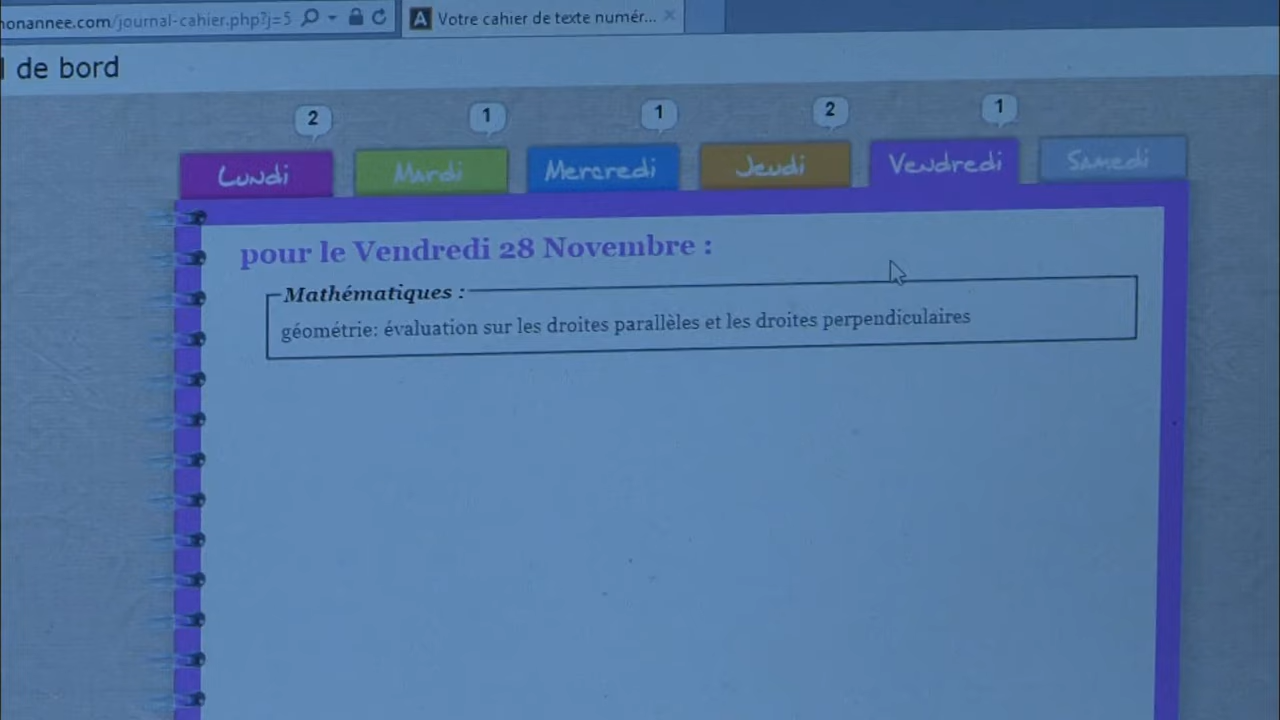 onannee.com/journal-cahier.php?j=5
Votre cahier de texte numér...
de bord
2 1 1 2 1
Lundi Mardi Mercredi Jeudi Vendredi Samedi
pour le Vendredi 28 Novembre :
Mathématiques :
géométrie: évaluation sur les droites parallèles et les droites perpendiculaires